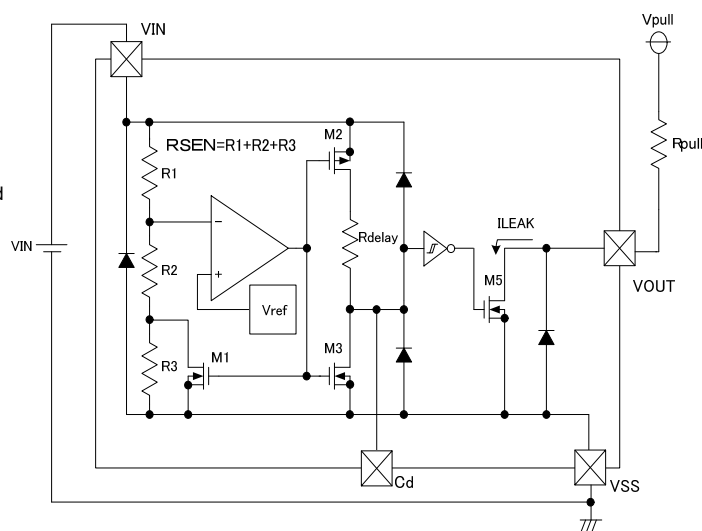 Vpull
VIN
RSEN=R1+R2+R3
M2
R1
Rpull
d
−
Rdelay
ILEAK
VIN
R2
+
M5
Vref
VOUT
R3
M1
M3
Cd
VSS